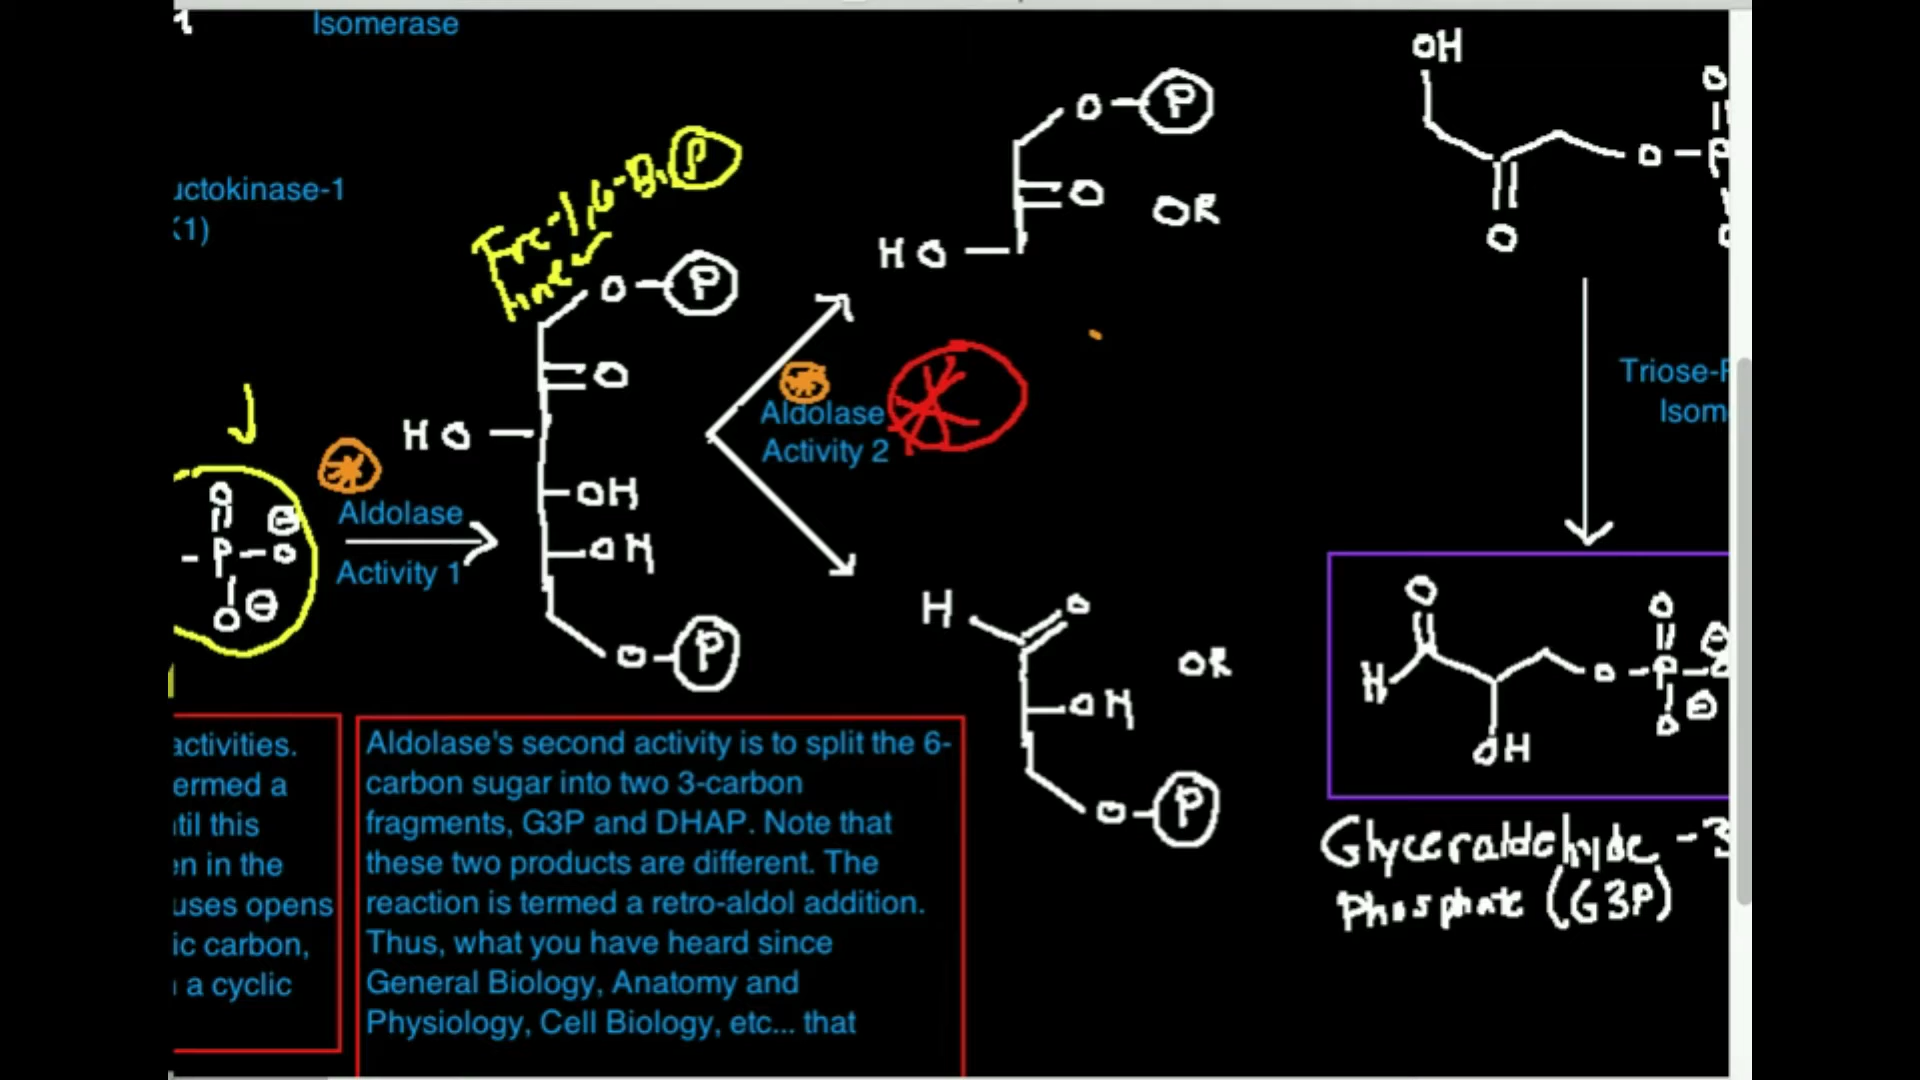 Isomerase
uctokinase-1
K1)
O-P
O
HO
OR
OH
O
O-P
O
O
Fruc-1,6-Bis P
O-P
O
HO
OH
OH
O-P
Aldolase
Activity 1
O
-P-O
O
Aldolase
Activity 2
H O
OH
O-P
OR
Triose-P
Isom
O
H
OH
O-P-O
O
O
Glyceraldehyde-3
Phosphate (G3P)
activities.
ermed a
til this
en in the
uses opens
ic carbon,
a cyclic
Aldolase's second activity is to split the 6-
carbon sugar into two 3-carbon
fragments, G3P and DHAP. Note that
these two products are different. The
reaction is termed a retro-aldol addition.
Thus, what you have heard since
General Biology, Anatomy and
Physiology, Cell Biology, etc... that